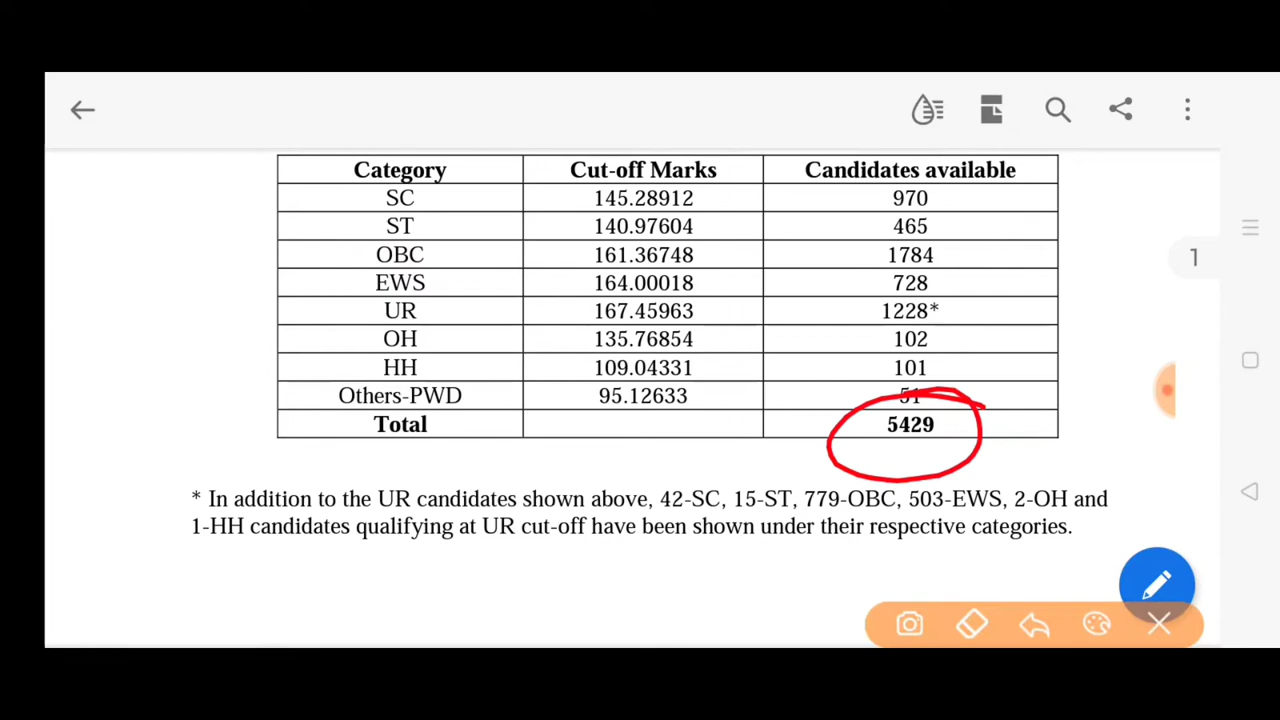 Category Cut-off Marks Candidates available
SC 145.28912 970
ST 140.97604 465
OBC 161.36748 1784
EWS 164.00018 728
UR 167.45963 1228*
OH 135.76854 102
HH 109.04331 101
Others-PWD 95.12633 51
Total 5429
1
* In addition to the UR candidates shown above, 42-SC, 15-ST, 779-OBC, 503-EWS, 2-OH and
1-HH candidates qualifying at UR cut-off have been shown under their respective categories.